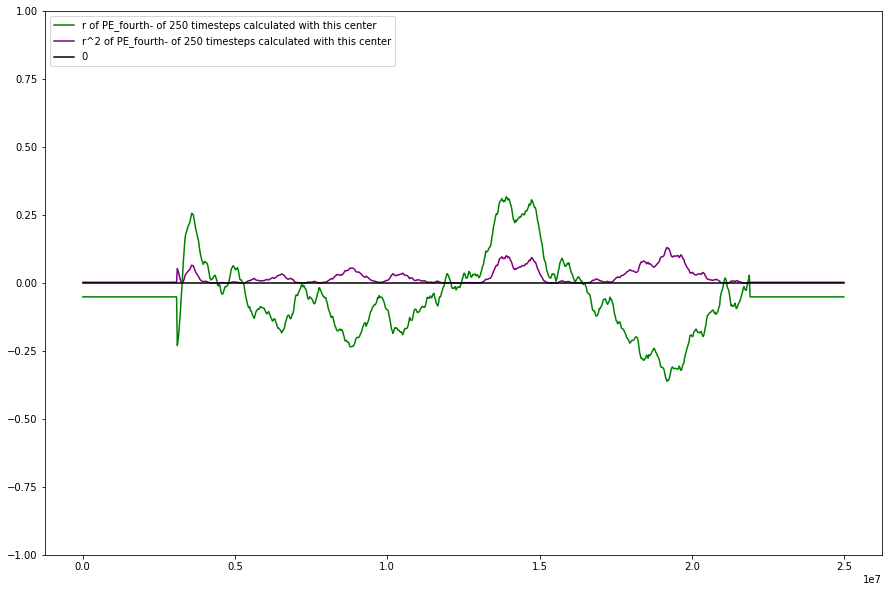 1.00
0.75
0.50
0.25
0.00
−0.25
−0.50
−0.75
−1.00
r of PE_fourth- of 250 timesteps calculated with this center
r^2 of PE_fourth- of 250 timesteps calculated with this center
0
0.0 0.5 1.0 1.5 2.0 2.5
1e7